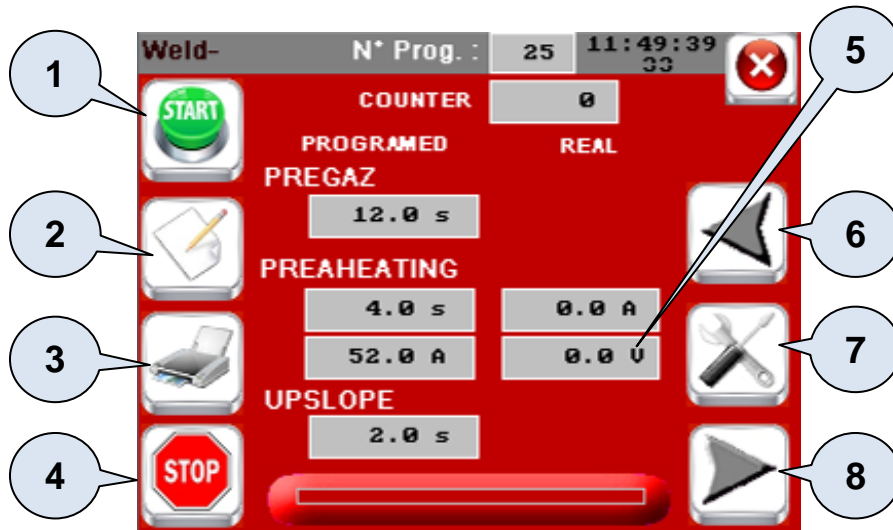 Weld- N° Prog. : 25 11:49:39
33
1
START
COUNTER 0
5
PROGRAMED REAL
PREGAZ
12.0 s
2
6
PREAHEATING
4.0 s 0.0 A
3
52.0 A 0.0 V
7
UPSLOPE
2.0 s
4
STOP
8